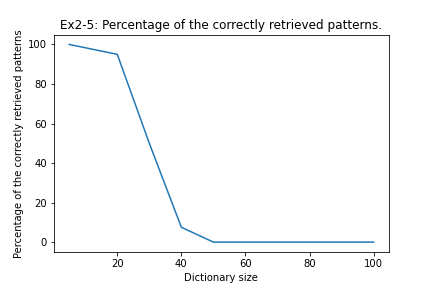 Ex2-5: Percentage of the correctly retrieved patterns.
Percentage of the correctly retrieved patterns
100
80
60
40
20
0
20 40 60 80 100
Dictionary size